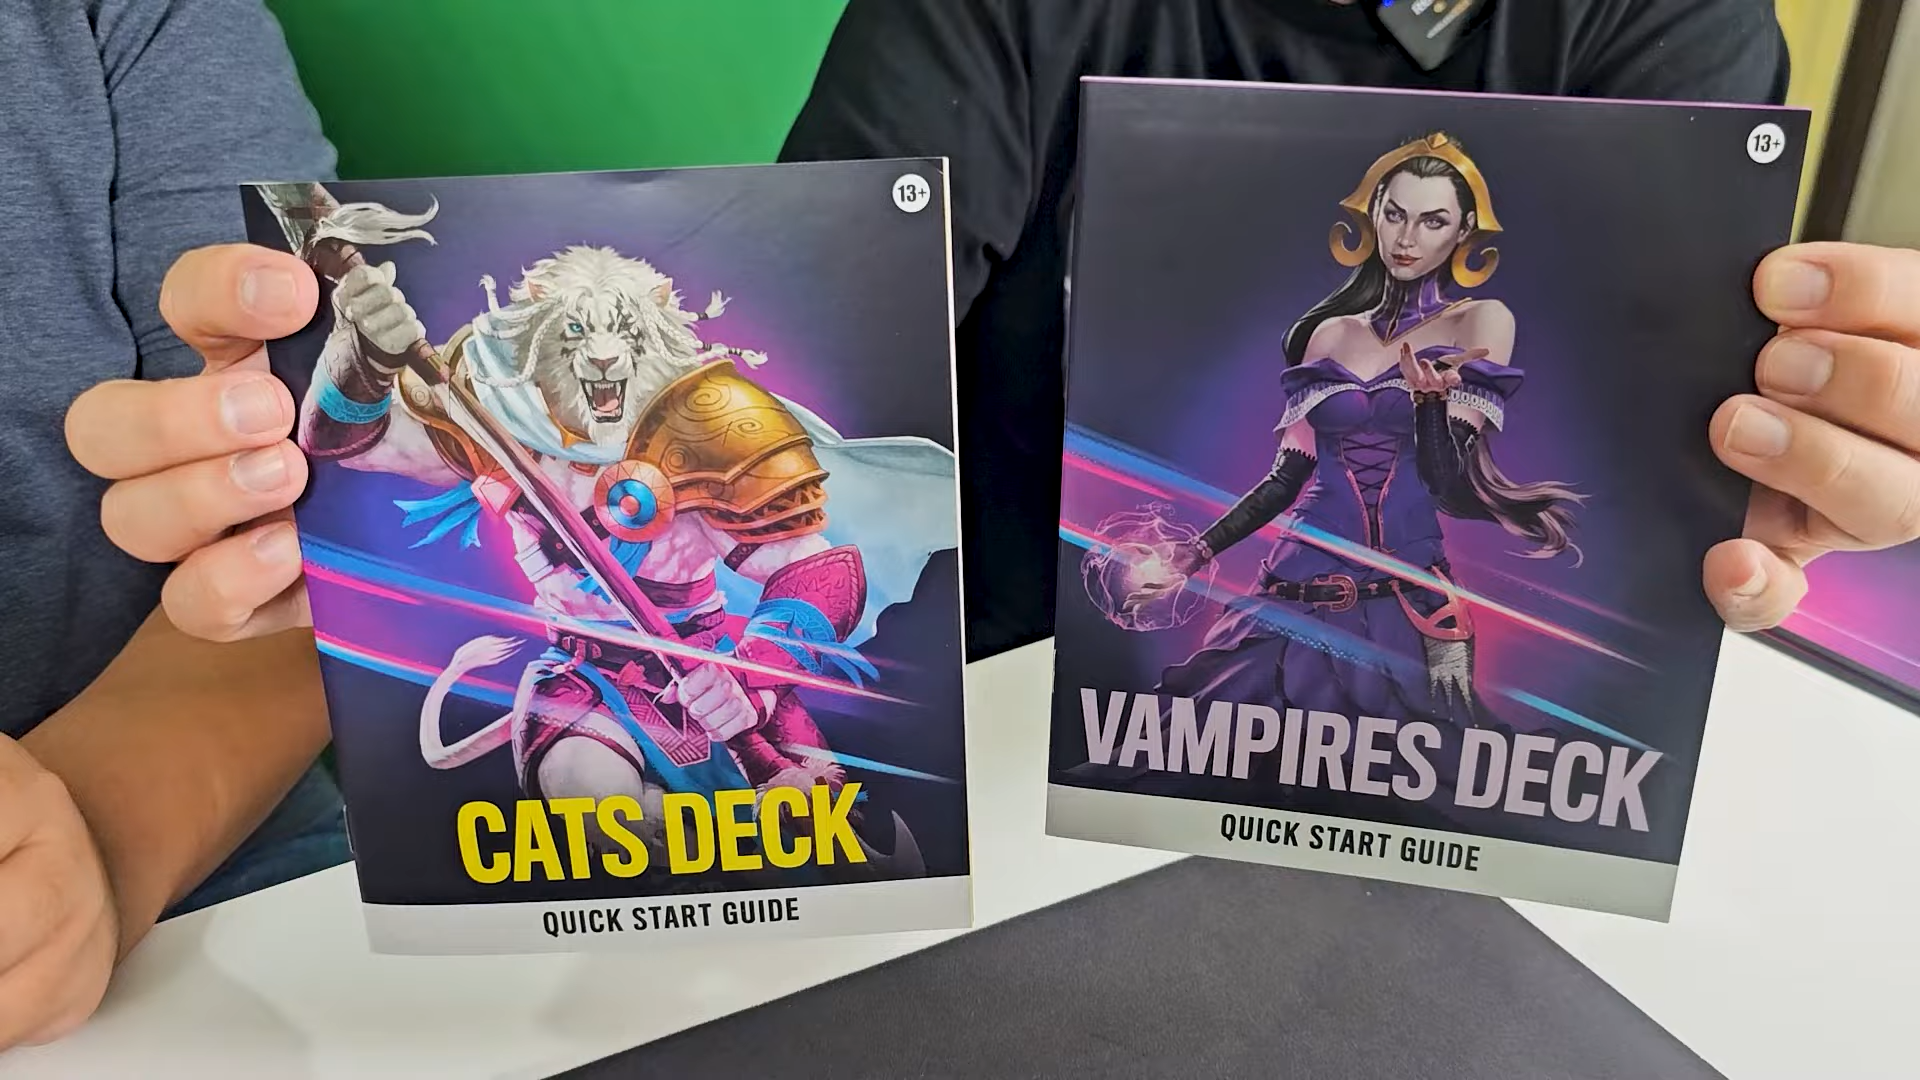 13+
CATS DECK
QUICK START GUIDE
13+
VAMPIRES DECK
QUICK START GUIDE